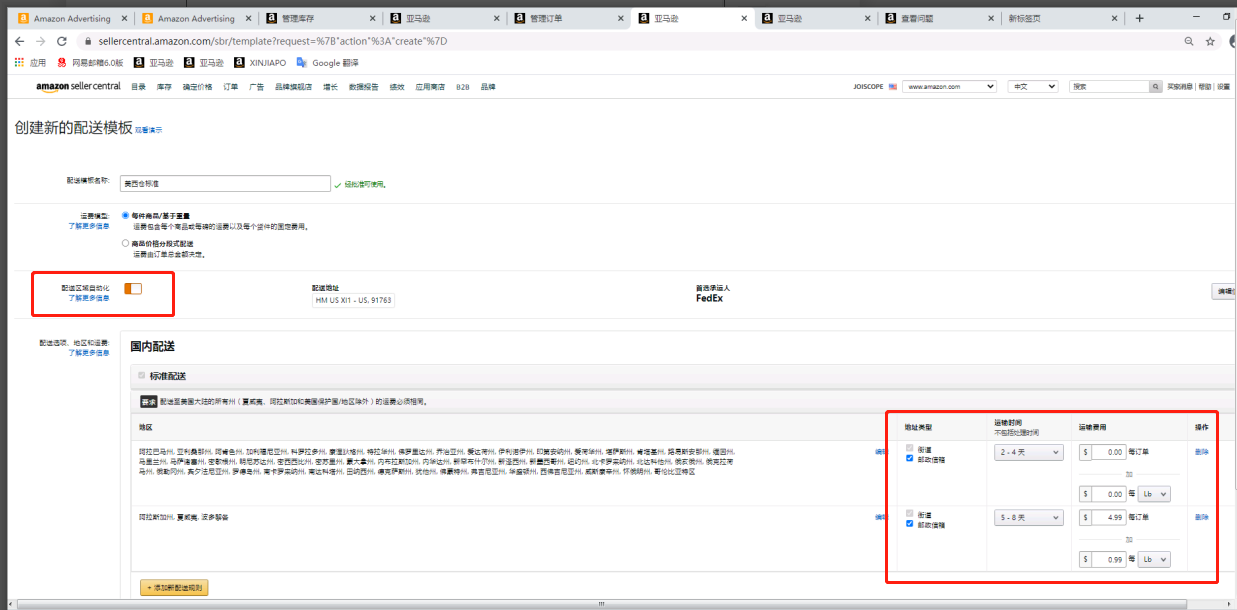 Amazon Advertising
Amazon Advertising
管理库存
亚马逊
管理订单
亚马逊
亚马逊
查看问题
新标签页
sellercentral.amazon.com/sbr/template?request=%7B"action"%3A"create"%7D
应用
网易邮箱6.0版
亚马逊
亚马逊
XINJIAPO
Google 翻译
amazon seller central
目录 库存 确定价格 订单 广告 品牌旗舰店 增长 数据报告 绩效 应用商店 B2B 品牌
JOISCOPE
www.amazon.com
中文
搜索
买家消息 | 帮助 | 设置
创建新的配送模板 观看演示
配送模板名称:
美西仓标准
经批准可使用。
运费模型:
了解更多信息
每件商品/基于重量
运费包含每个商品或每磅的运费以及每个货件的固定费用。
商品价格分段式配送
运费由订单总金额决定。
配送区域自动化
了解更多信息
配送地址
HM US XI1 - US, 91763
首选承运人
FedEx
编辑
配送选项、地区和运费:
了解更多信息
国内配送
标准配送
要求 配送至美国大陆的所有州（夏威夷、阿拉斯加和美国保护国/地区除外）的运费必须相同。
地区
地址类型
运输时间
不包括处理时间
运输费用
操作
阿拉巴马州, 亚利桑那州, 阿肯色州, 加利福尼亚州, 科罗拉多州, 康涅狄格州, 特拉华州, 佛罗里达州, 乔治亚州, 爱达荷州, 伊利诺伊州, 印第安纳州, 爱荷华州, 堪萨斯州, 肯塔基州, 路易斯安那州, 缅因州,
马里兰州, 马萨诸塞州, 密歇根州, 明尼苏达州, 密西西比州, 密苏里州, 蒙大拿州, 内布拉斯加州, 内华达州, 新罕布什尔州, 新泽西州, 新墨西哥州, 纽约州, 北卡罗来纳州, 北达科他州, 俄亥俄州, 俄克拉荷
马州, 俄勒冈州, 宾夕法尼亚州, 罗德岛州, 南卡罗来纳州, 南达科洛州, 田纳西州, 德克萨斯州, 犹他州, 佛蒙特州, 弗吉尼亚州, 华盛顿州, 西佛吉尼亚州, 威斯康辛州, 怀俄明州, 哥伦比亚特区
编辑
街道
邮政信箱
2 - 4 天
$ 0.00 每订单
加
$ 0.00 每 Lb
删除
阿拉斯加州, 夏威夷, 波多黎各
编辑
街道
邮政信箱
5 - 8 天
$ 4.99 每订单
加
$ 0.99 每 Lb
删除
+ 添加新配送规则